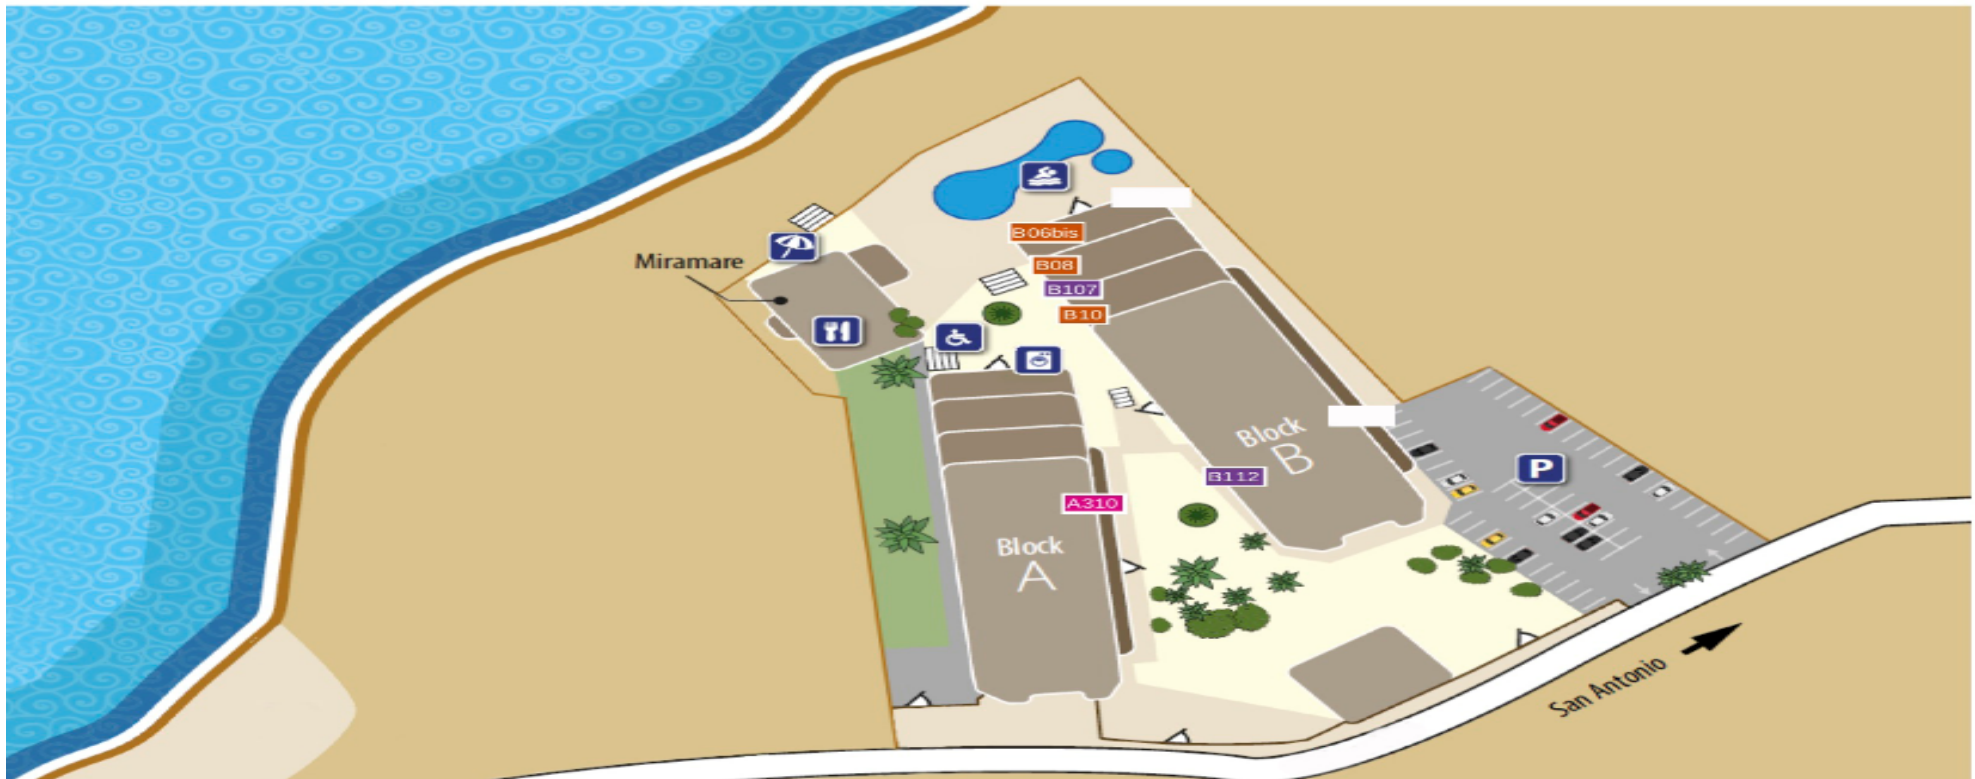 B06bis
Miramare
B08
B107
B10
Block
B
P
B112
A310
Block
A
San Antonio